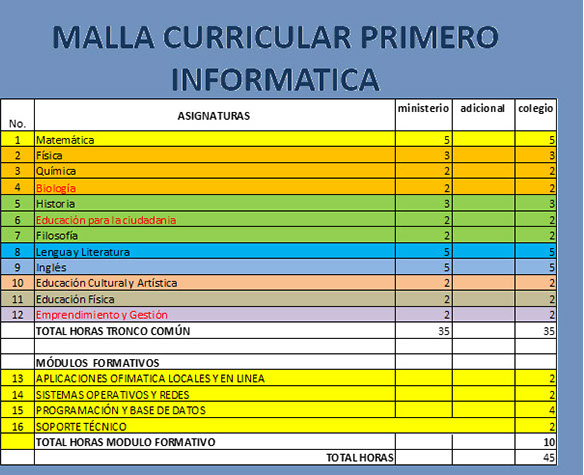 MALLA CURRICULAR PRIMERO
INFORMATICA
No. ASIGNATURAS ministerio adicional colegio
1 Matemática 5 5
2 Física 3 3
3 Química 2 2
4 Biología 2 2
5 Historia 3 3
6 Educación para la ciudadania 2 2
7 Filosofía 2 2
8 Lengua y Literatura 5 5
9 Inglés 5 5
10 Educación Cultural y Artística 2 2
11 Educación Física 2 2
12 Emprendimiento y Gestión 2 2
TOTAL HORAS TRONCO COMÚN 35 35
MÓDULOS FORMATIVOS
13 APLICACIONES OFIMATICA LOCALES Y EN LINEA 2
14 SISTEMAS OPERATIVOS Y REDES 2
15 PROGRAMACIÓN Y BASE DE DATOS 4
16 SOPORTE TÉCNICO 2
TOTAL HORAS MODULO FORMATIVO 10
TOTAL HORAS 45